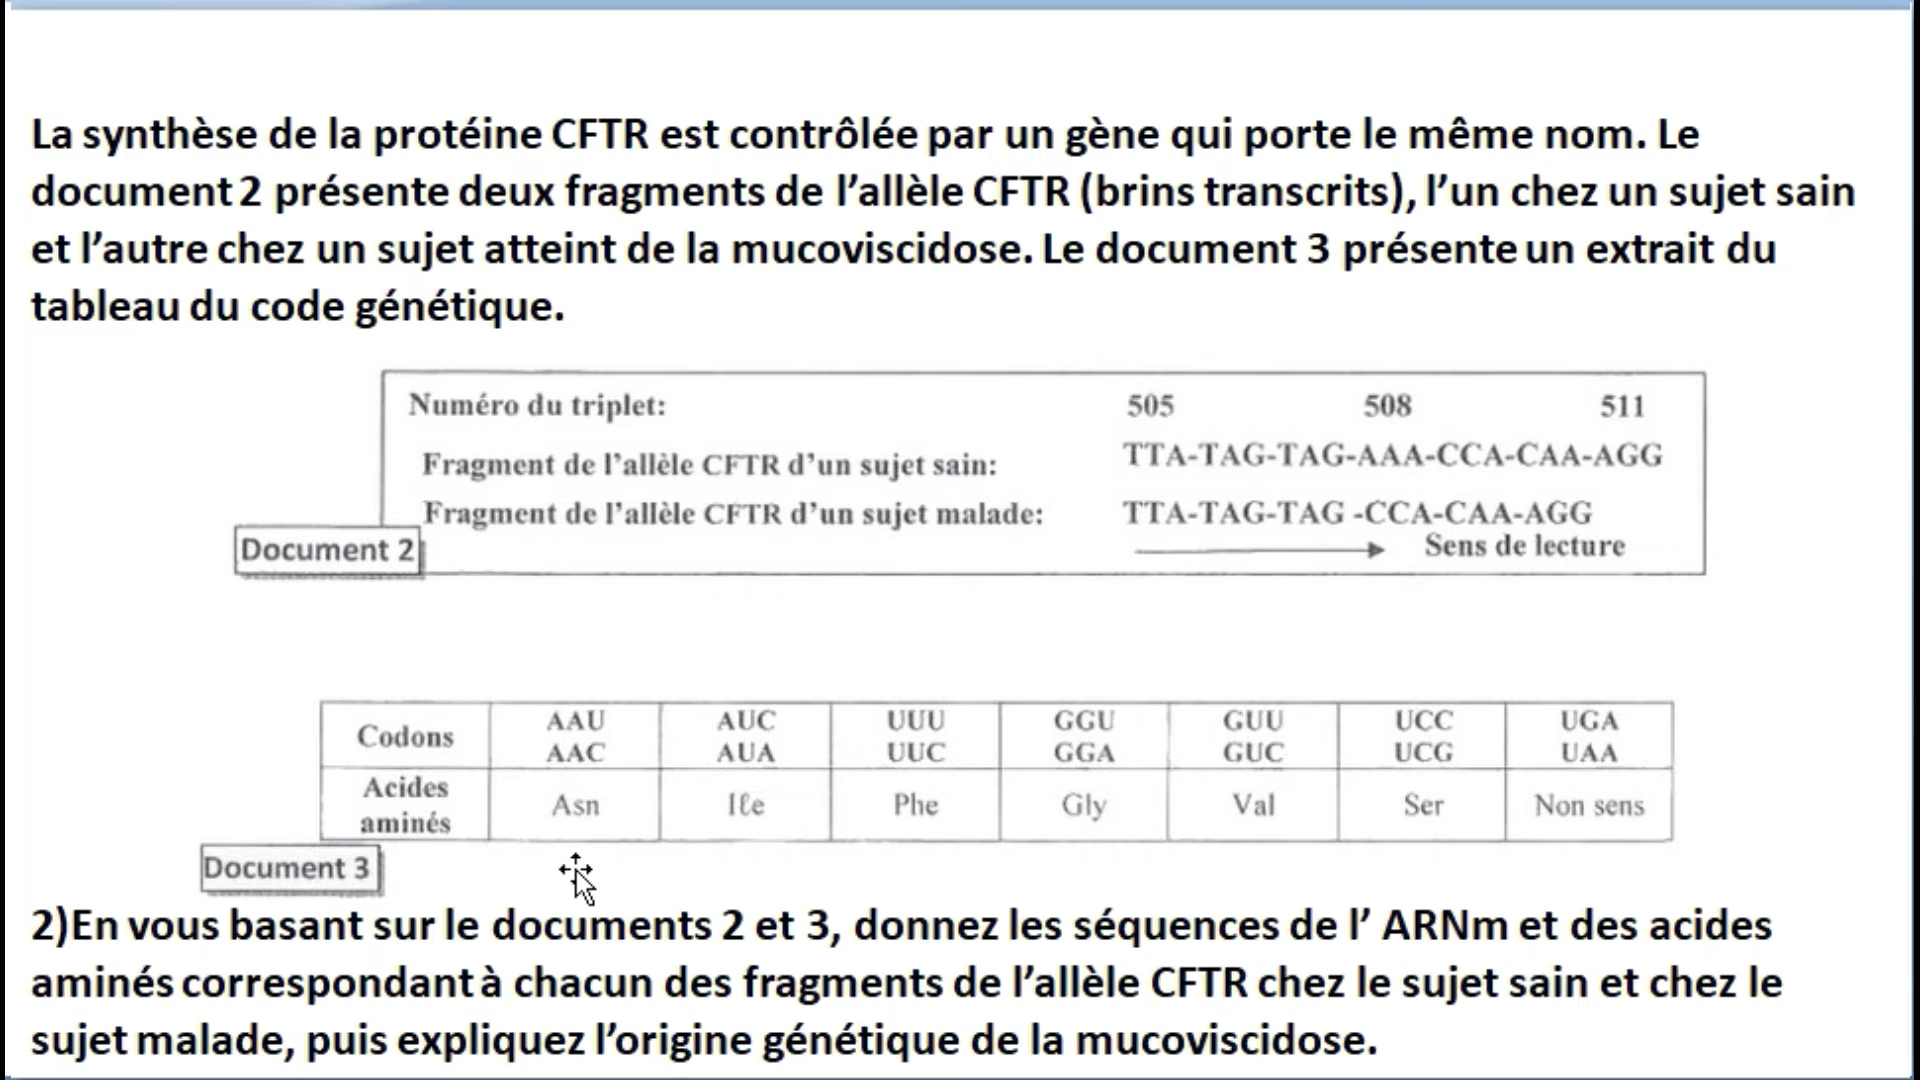 La synthèse de la protéine CFTR est contrôlée par un gène qui porte le même nom. Le
document 2 présente deux fragments de l’allèle CFTR (brins transcrits), l’un chez un sujet sain
et l’autre chez un sujet atteint de la mucoviscidose. Le document 3 présente un extrait du
tableau du code génétique.
Numéro du triplet: 505 508 511
Fragment de l’allèle CFTR d’un sujet sain: TTA-TAG-TAG-AAA-CCA-CAA-AGG
Fragment de l’allèle CFTR d’un sujet malade: TTA-TAG-TAG -CCA-CAA-AGG
Sens de lecture
Document 2
Codons AAU AUC UUU GGU GUU UCC UGA
AAC AUA UUC GGA GUC UCG UAA
Acides aminés Asn Iℓe Phe Gly Val Ser Non sens
Document 3
2)En vous basant sur le documents 2 et 3, donnez les séquences de l’ ARNm et des acides
aminés correspondant à chacun des fragments de l’allèle CFTR chez le sujet sain et chez le
sujet malade, puis expliquez l’origine génétique de la mucoviscidose.